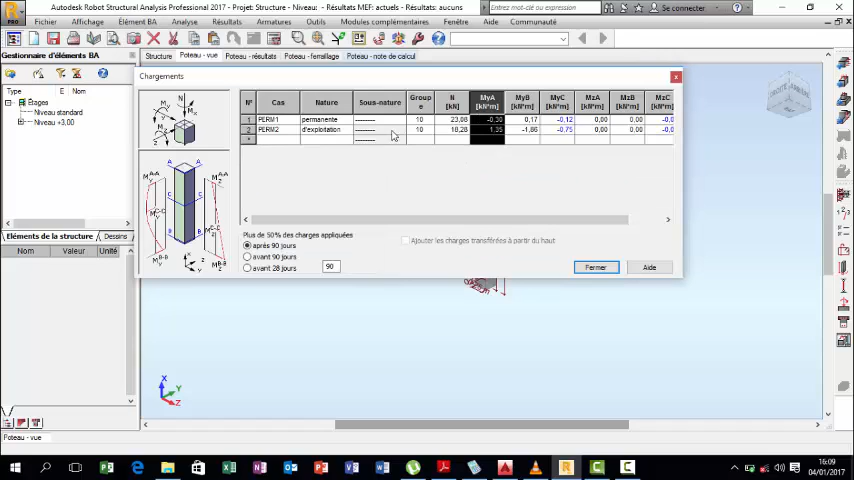 PRO
Autodesk Robot Structural Analysis Professional 2017 - Projet: Structure - Niveau: - Résultats MEF: actuels - Résultats: aucuns
Entrez mot-clé ou expression
Se connecter
Fichier Affichage Élément BA Analyse Résultats Armatures Outils Modules complémentaires Fenêtre Aide Communauté
Gestionnaire d'éléments BA
Structure Poteau - vue Poteau - résultats Poteau - ferraillage Poteau - note de calcul
Chargements
E Nom
Étages
Niveau standard
Niveau +3,00
N° Cas Nature Sous-nature Groupe N [kN] MyA [kN*m] MyB [kN*m] MyC [kN*m] MzA [kN*m] MzB [kN*m] MzC [kN*m]
1 PERM1 permanente 10 23,08 -0,30 0,17 -0,12 0,00 0,00 -0,0
2 PERM2 d'exploitation 10 18,28 1,35 -1,86 -0,75 0,00 0,00 -0,0
*
Plus de 50% des charges appliquées
après 90 jours
avant 90 jours
avant 28 jours
90
Ajouter les charges transférées à partir du haut
Fermer Aide
Éléments de la structure Dessins
Nom Valeur Unité
X
Y
Z
Poteau - vue
16:09
04/01/2017